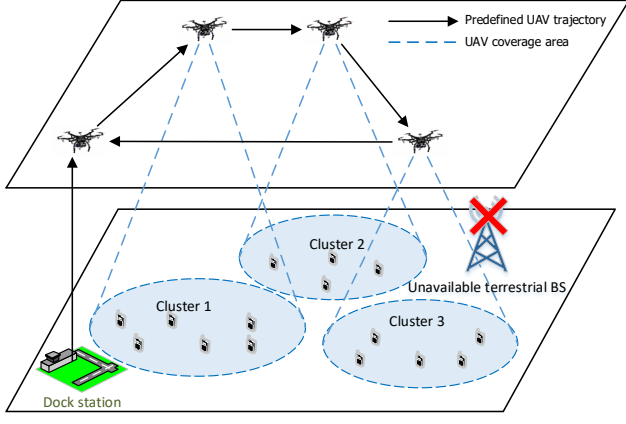 Predefined UAV trajectory
UAV coverage area
Cluster 2
Cluster 1
Unavailable terrestrial BS
Cluster 3
Dock station